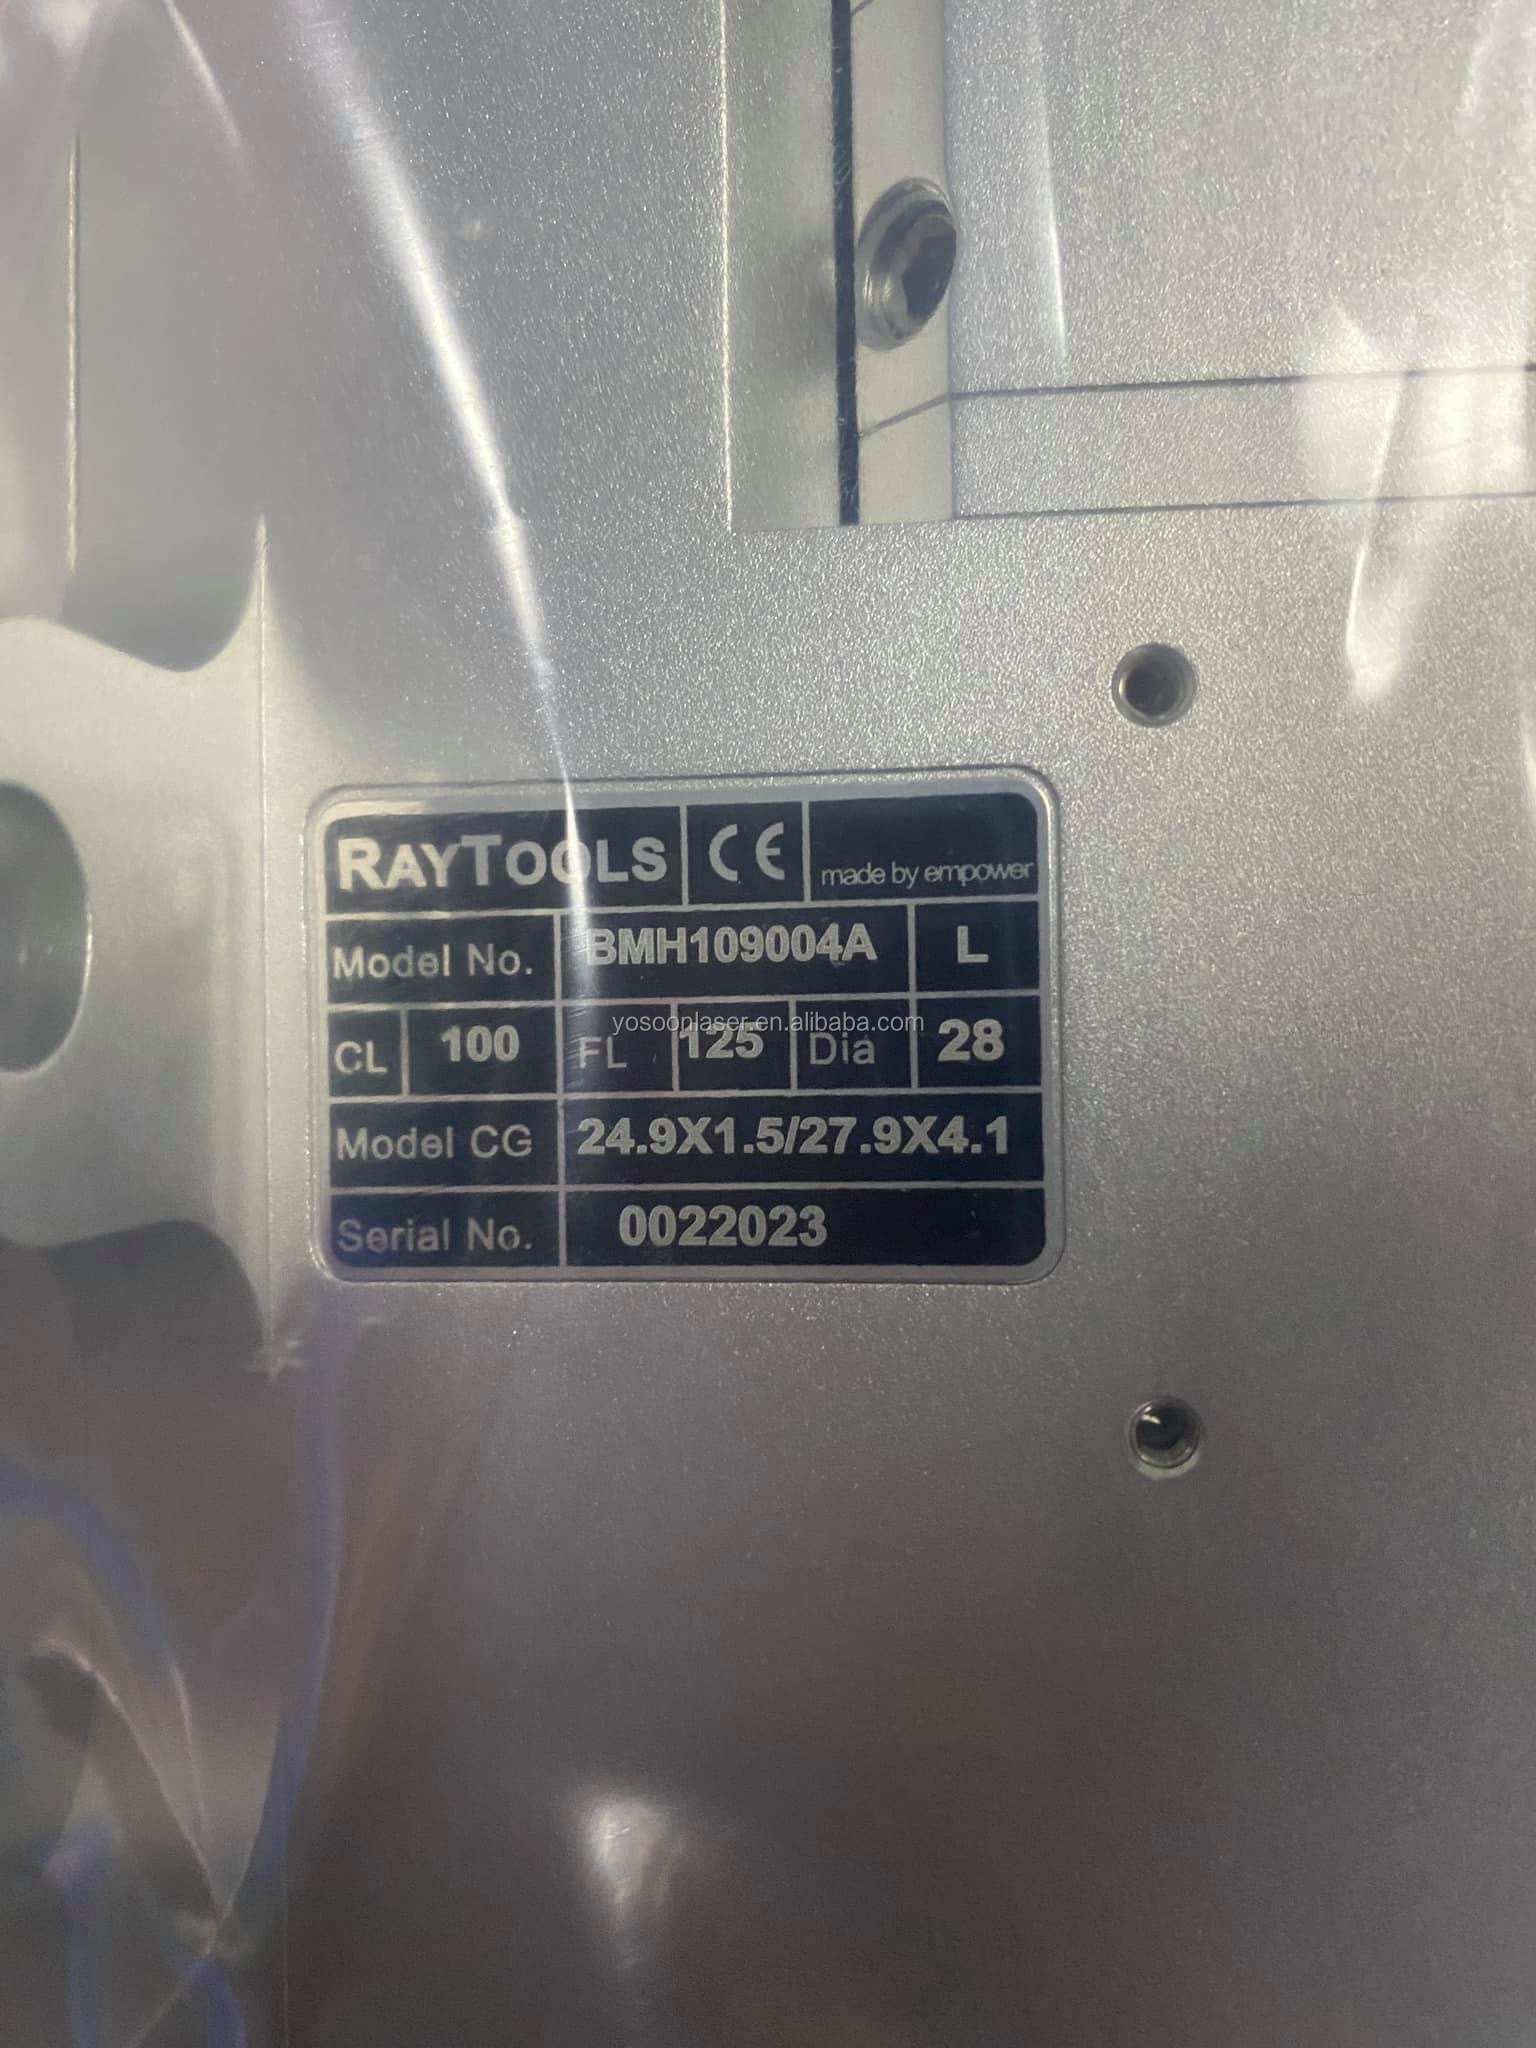 RAYTOOLS CE made by empower
Model No. BMH109004A L
CL 100 FL 125 Dia 28
yosoonlaser.en.alibaba.com
Model CG 24.9X1.5/27.9X4.1
Serial No. 0022023